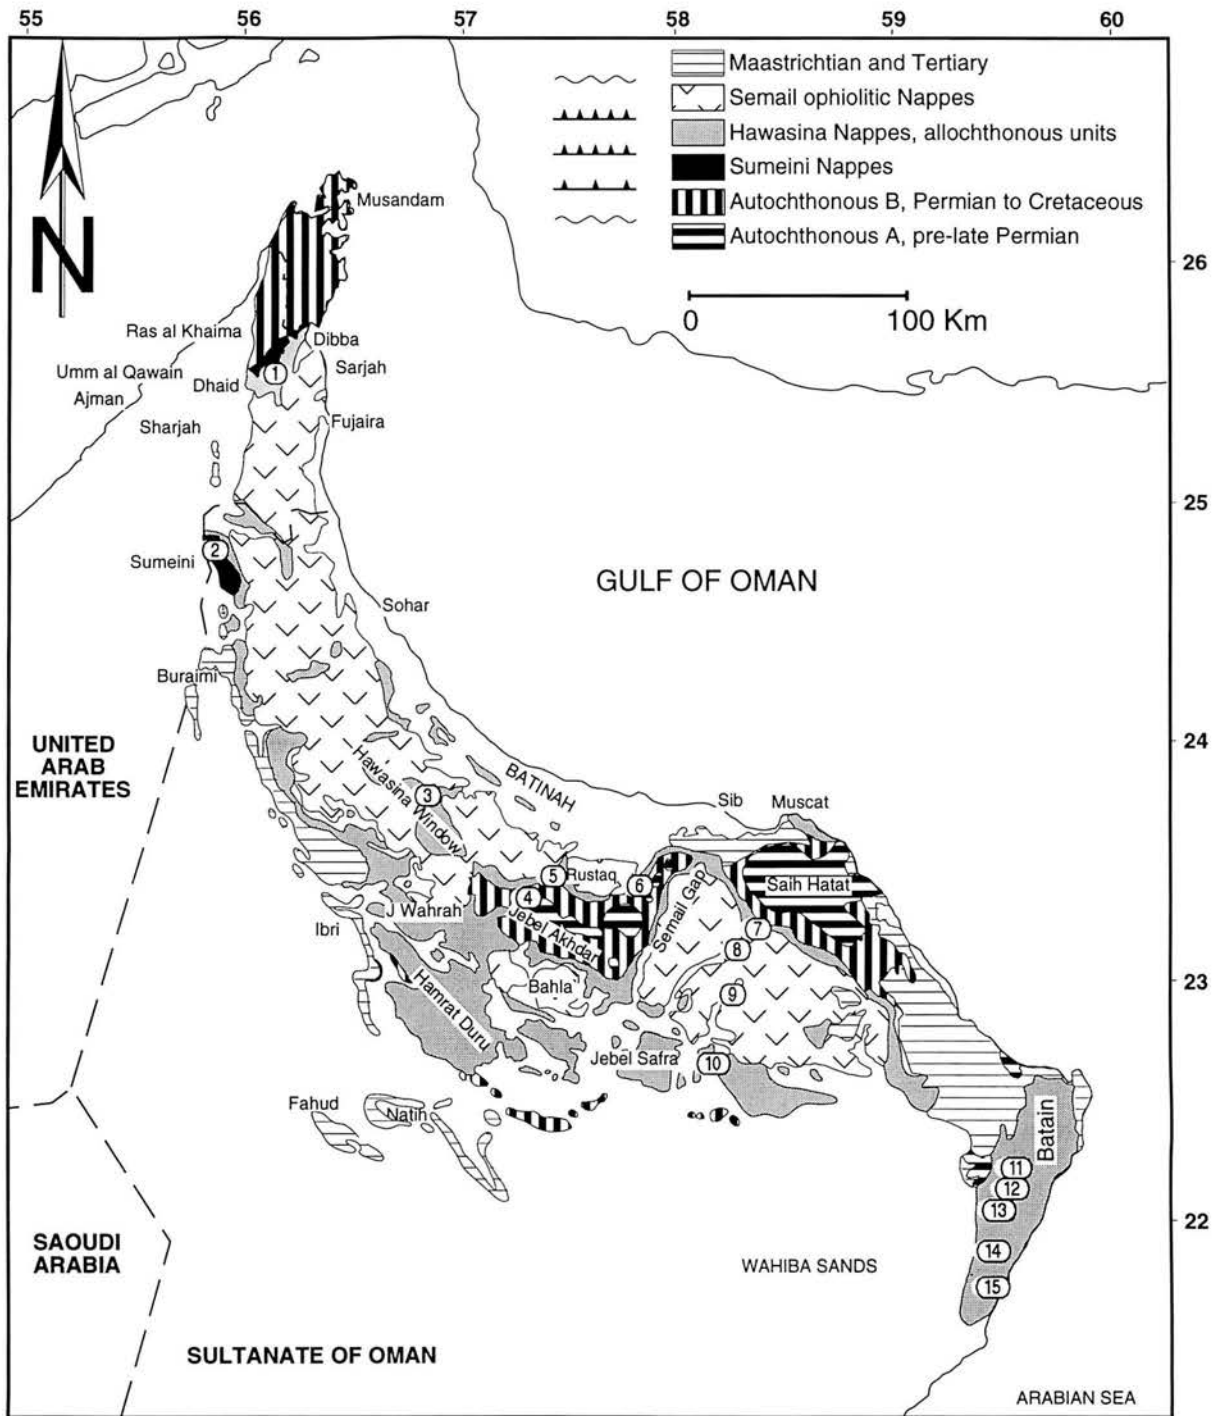 55 56 57 58 59 60
Maastrichtian and Tertiary
Semail ophiolitic Nappes
Hawasina Nappes, allochthonous units
Sumeini Nappes
Autochthonous B, Permian to Cretaceous
Autochthonous A, pre-late Permian
N
0 100 Km
Musandam
26
Ras al Khaima
Dibba
Umm al Qawain
1
Sarjah
Dhaid
Ajman
Sharjah
Fujaira
25
2
Sumeini
GULF OF OMAN
Sohar
Buraimi
UNITED
ARAB
EMIRATES
24
Hawasina Window
3
BATINAH
Sib
Muscat
5
Rustaq
6
4
Saih Hatat
J Wahrah
Jebel Akhdar
Semail Gap
Ibri
7
8
23
Bahla
9
Hamrat Duru
Jebel Safra
10
Fahud
Natih
Batain
11
12
13
22
14
15
SAOUDI
ARABIA
WAHIBA SANDS
SULTANATE OF OMAN
ARABIAN SEA